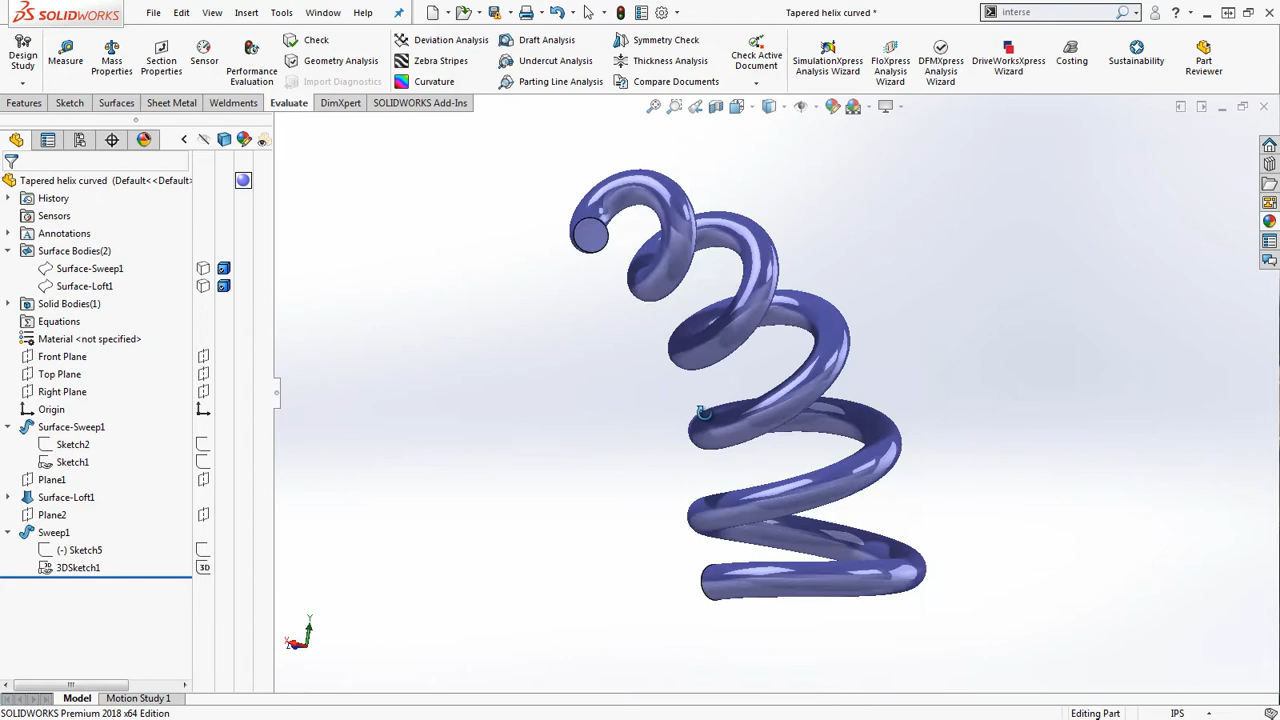 SOLIDWORKS File Edit View Insert Tools Window Help Tapered helix curved * interse
Design Study Measure Mass Properties Section Properties Sensor Performance Evaluation Check Geometry Analysis Import Diagnostics Deviation Analysis Zebra Stripes Curvature Draft Analysis Undercut Analysis Parting Line Analysis Symmetry Check Thickness Analysis Compare Documents Check Active Document SimulationXpress Analysis Wizard FloXpress Analysis Wizard DFMXpress Analysis Wizard DriveWorksXpress Wizard Costing Sustainability Part Reviewer
Features Sketch Surfaces Sheet Metal Weldments Evaluate DimXpert SOLIDWORKS Add-Ins
Tapered helix curved (Default<<Default>
History
Sensors
Annotations
Surface Bodies(2)
Surface-Sweep1
Surface-Loft1
Solid Bodies(1)
Equations
Material <not specified>
Front Plane
Top Plane
Right Plane
Origin
Surface-Sweep1
Sketch2
Sketch1
Plane1
Surface-Loft1
Plane2
Sweep1
(-) Sketch5
3DSketch1 3D
Y
X
Z
Model Motion Study 1
SOLIDWORKS Premium 2018 x64 Edition Editing Part IPS